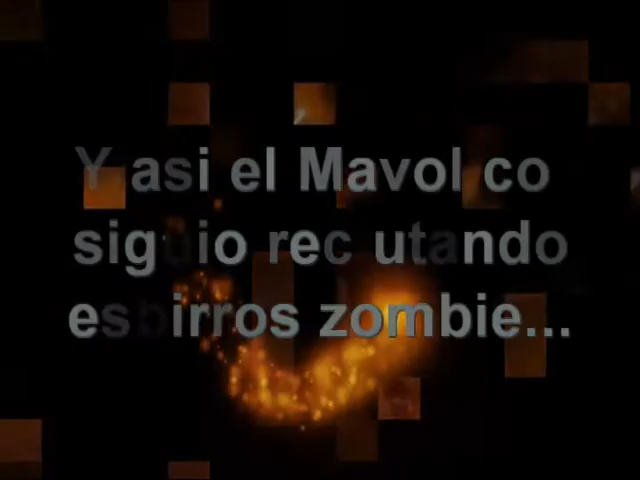 Y asi el Mavol co
siguio rec utando
esbirros zombie...